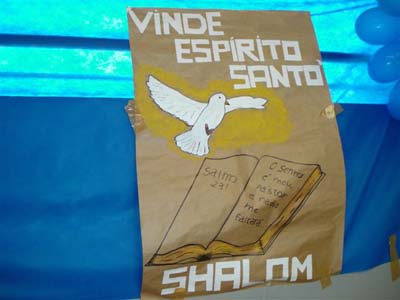 VINDE
ESPÍRITO
SANTO
Salmo
23!
O Senhor
é meu
pastor
e nada
me
faltará
SHALOM